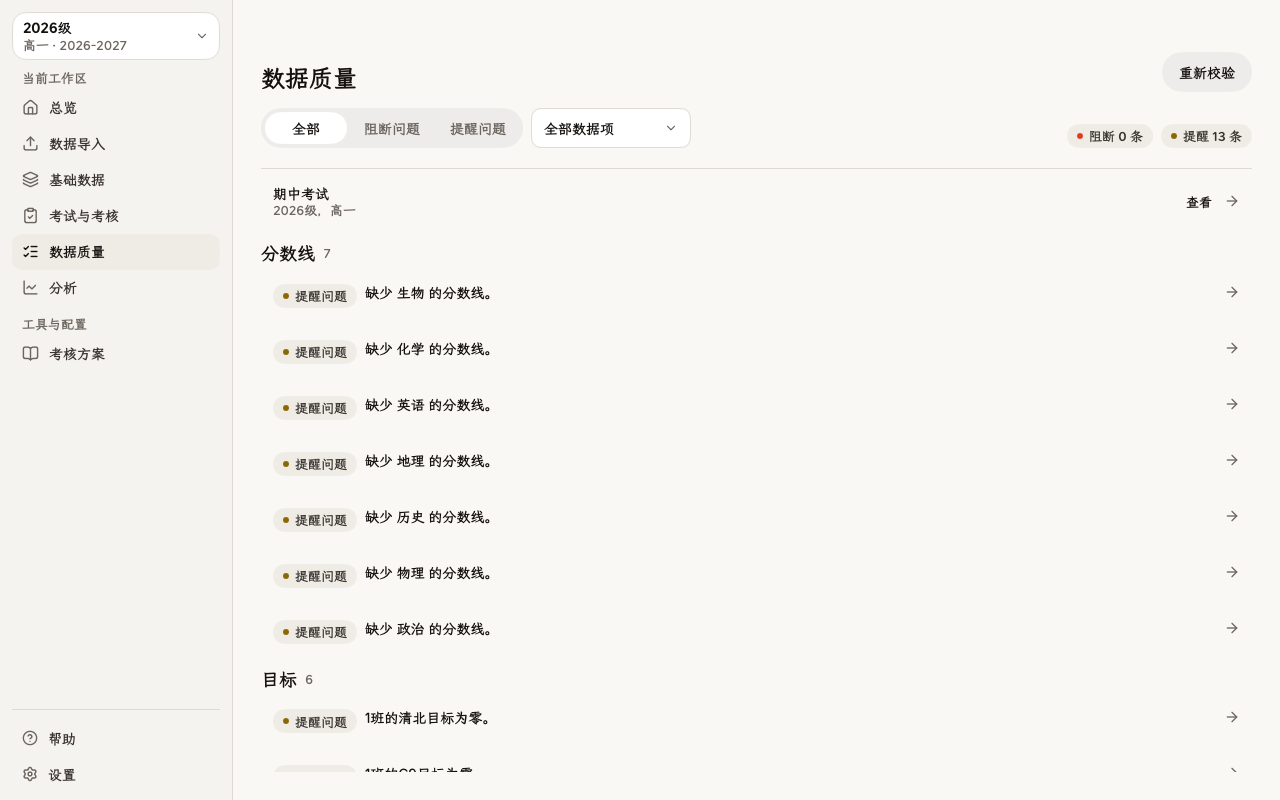 2026级
高一 · 2026-2027
当前工作区
总览
数据导入
基础数据
考试与考核
数据质量
分析
工具与配置
考核方案
帮助
设置
数据质量
重新校验
全部
阻断问题
提醒问题
全部数据项
阻断 0 条
提醒 13 条
期中考试
2026级，高一
查看
分数线 7
提醒问题 缺少 生物 的分数线。
提醒问题 缺少 化学 的分数线。
提醒问题 缺少 英语 的分数线。
提醒问题 缺少 地理 的分数线。
提醒问题 缺少 历史 的分数线。
提醒问题 缺少 物理 的分数线。
提醒问题 缺少 政治 的分数线。
目标 6
提醒问题 1班的清北目标为零。